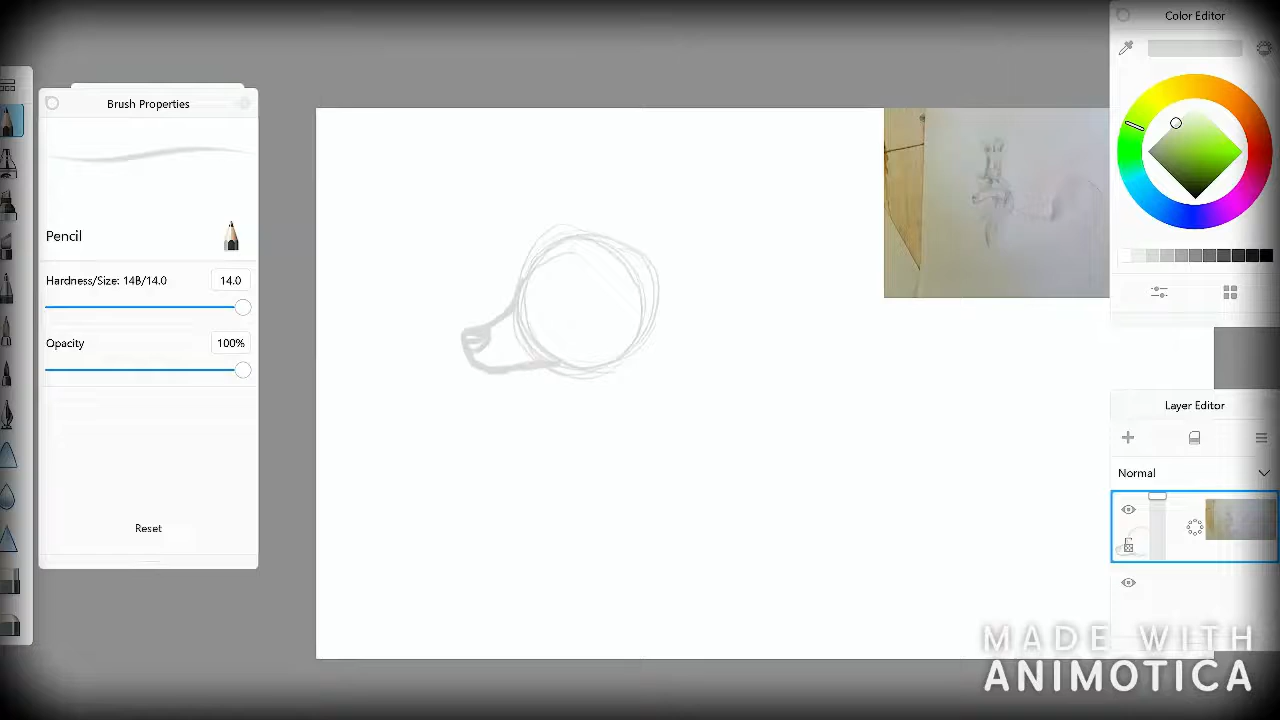 Color Editor
Brush Properties
Pencil
Hardness/Size: 14B/14.0 14.0
Opacity 100%
Reset
Layer Editor
Normal
MADE WITH
ANIMOTICA